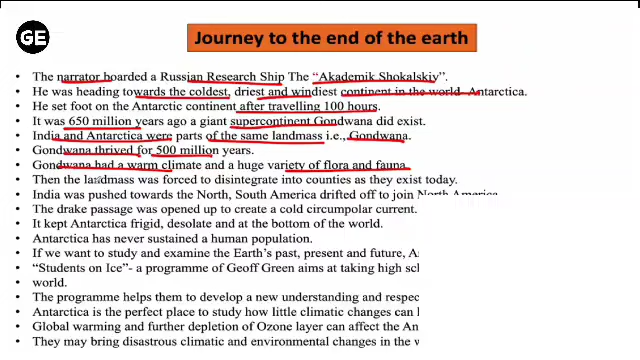 GE
Journey to the end of the earth
• The narrator boarded a Russian Research Ship The “Akademik Shokalskiy”.
• He was heading towards the coldest, driest and windiest continent in the world- Antarctica.
• He set foot on the Antarctic continent after travelling 100 hours.
• It was 650 million years ago a giant supercontinent Gondwana did exist.
• India and Antarctica were parts of the same landmass i.e., Gondwana.
• Gondwana thrived for 500 million years.
• Gondwana had a warm climate and a huge variety of flora and fauna.
• Then the landmass was forced to disintegrate into counties as they exist today.
• India was pushed towards the North, South America drifted off to join North America
• The drake passage was opened up to create a cold circumpolar current.
• It kept Antarctica frigid, desolate and at the bottom of the world.
• Antarctica has never sustained a human population.
• If we want to study and examine the Earth’s past, present and future,
• “Students on Ice”- a programme of Geoff Green aims at taking high
• world.
• The programme helps them to develop a new understanding and
• Antarctica is the perfect place to study how little climatic changes can
• Global warming and further depletion of Ozone layer can affect the
• They may bring disastrous climatic and environmental changes in the